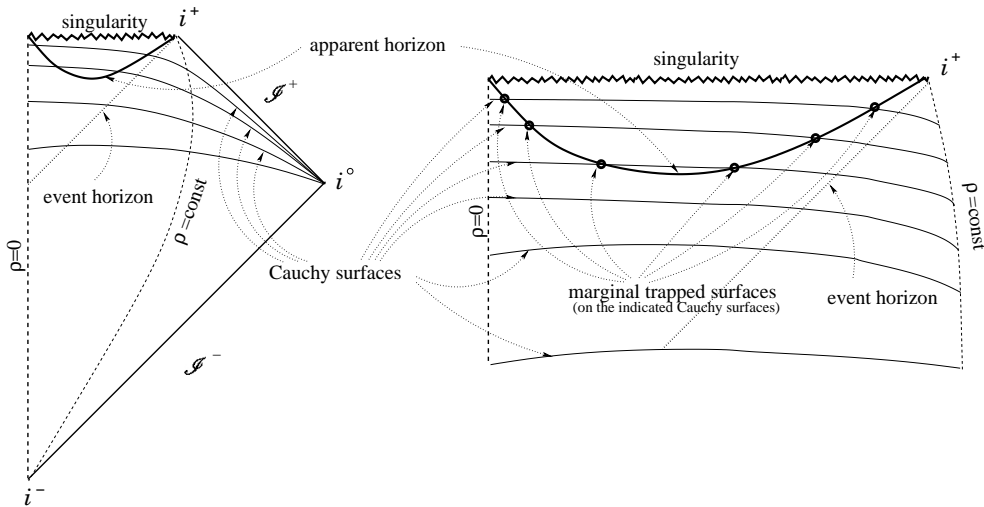 singularity
i⁺
apparent horizon
ℐ⁺
event horizon
ρ=const
ρ=0
i°
Cauchy surfaces
ℐ⁻
i⁻
singularity
i⁺
ρ=0
ρ=const
marginal trapped surfaces
(on the indicated Cauchy surfaces)
event horizon